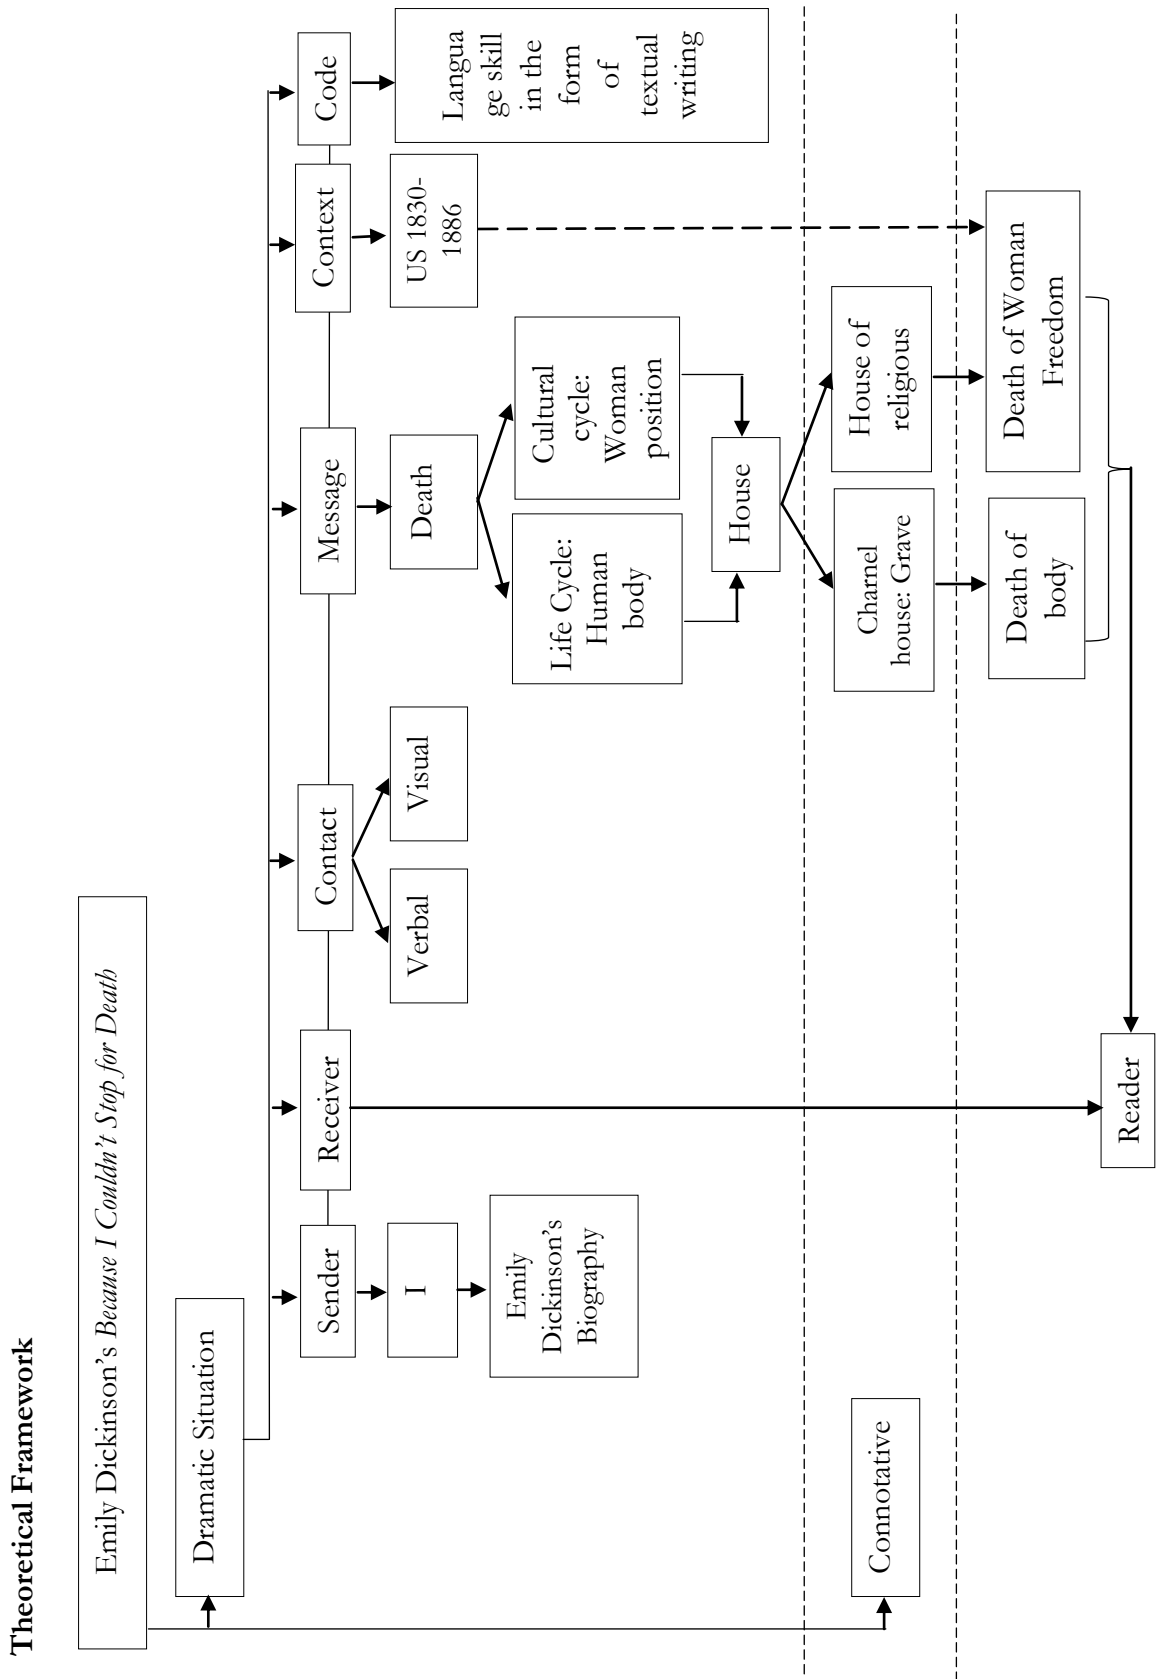 Theoretical Framework
Emily Dickinson's Because I Couldn't Stop for Death
Dramatic Situation
Sender
Receiver
Contact
Message
Context
Code
I
Emily
Dickinson's
Biography
Verbal
Visual
Death
US 1830-
1886
Langua
ge skill
in the
form
of
textual
writing
Life Cycle:
Human
body
Cultural
cycle:
Woman
position
House
Connotative
Charnel
house: Grave
House of
religious
Death of
body
Death of Woman
Freedom
Reader